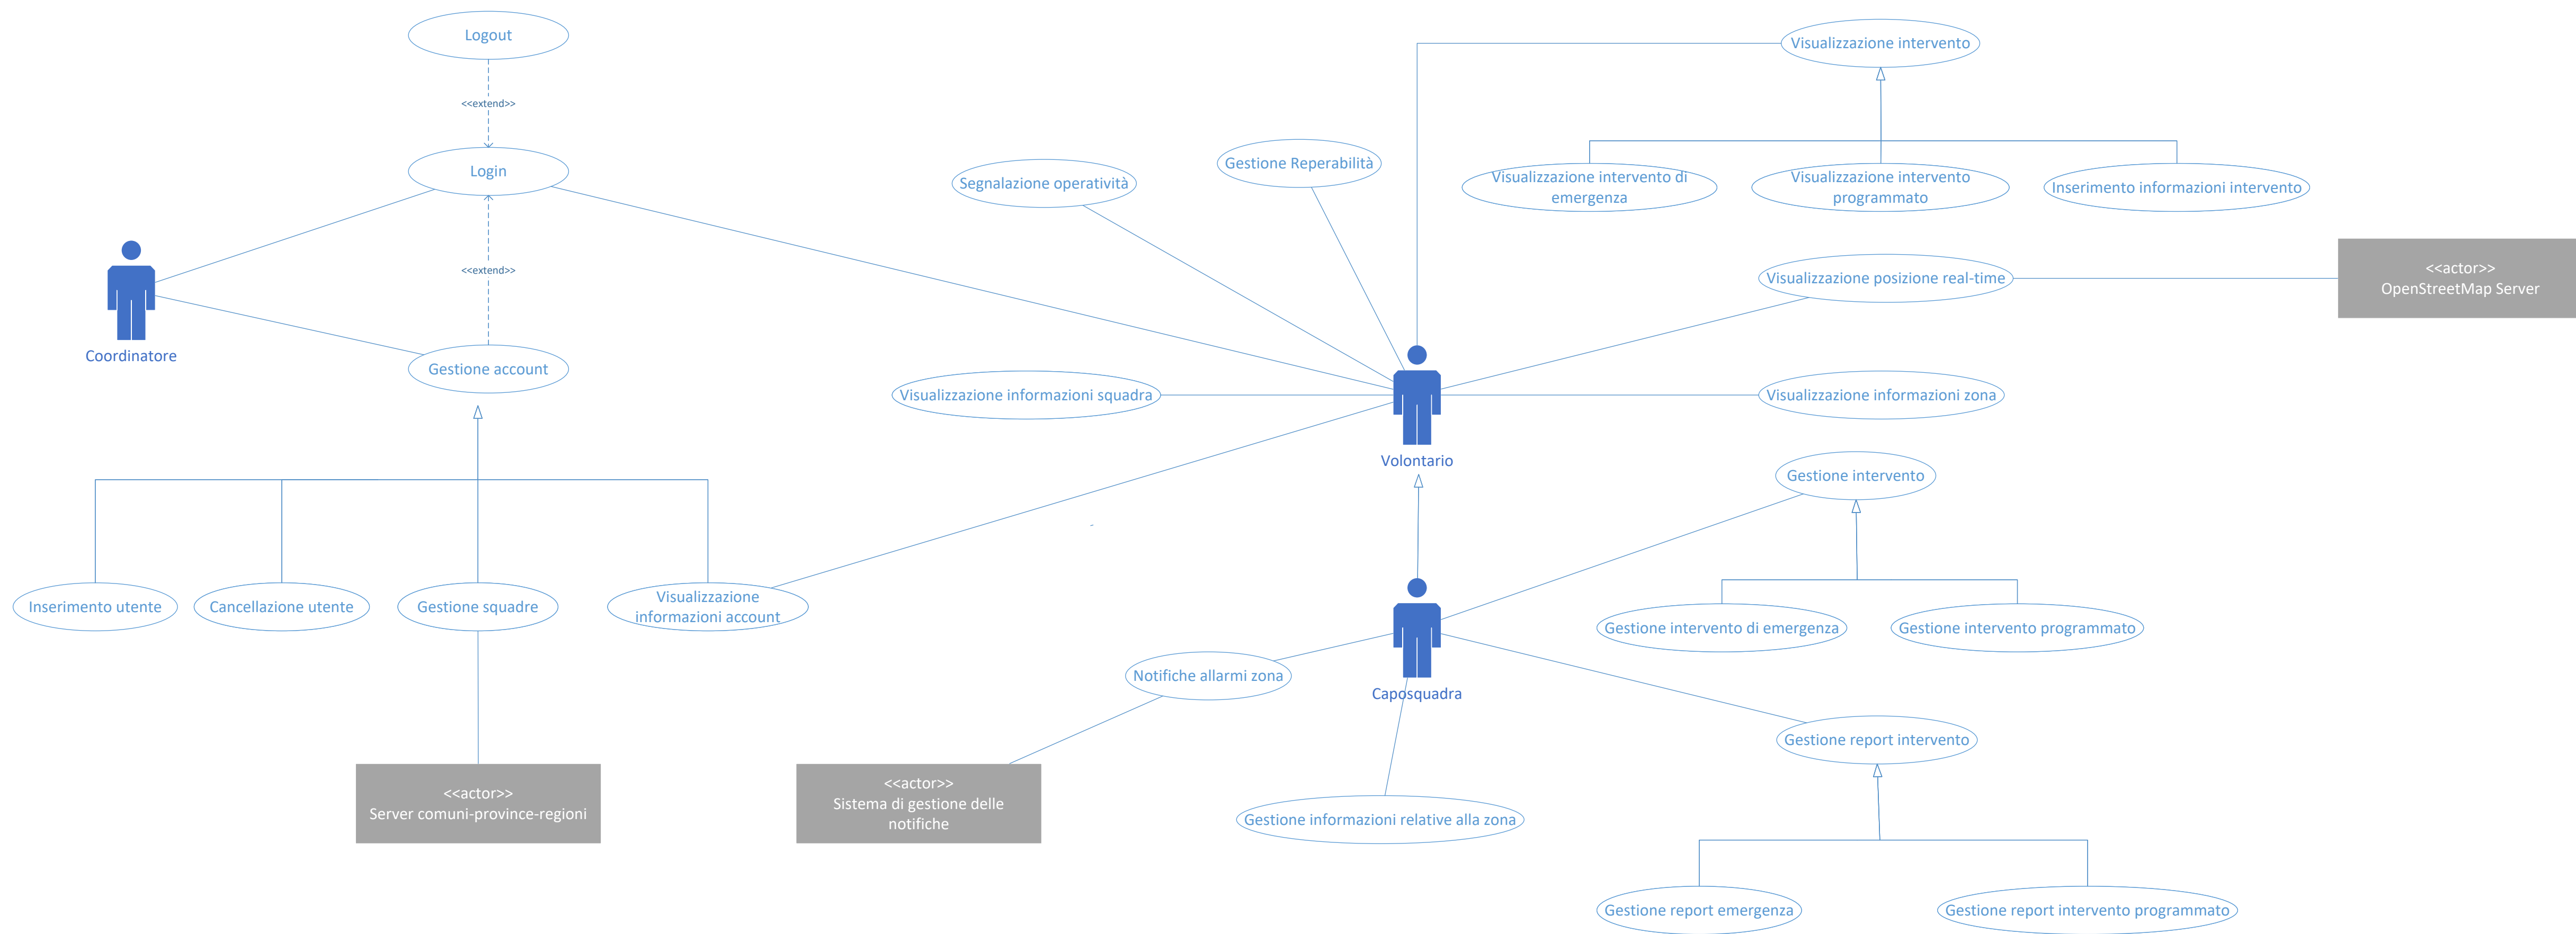 Logout
Visualizzazione intervento
<<extend>>
Login
Segnalazione operatività
Gestione Reperabilità
Visualizzazione intervento di
emergenza
Visualizzazione intervento
programmato
Inserimento informazioni intervento
<<extend>>
Visualizzazione posizione real-time
<<actor>>
OpenStreetMap Server
Coordinatore
Gestione account
Visualizzazione informazioni squadra
Visualizzazione informazioni zona
Volontario
Gestione intervento
Inserimento utente
Cancellazione utente
Gestione squadre
Visualizzazione
informazioni account
Gestione intervento di emergenza
Gestione intervento programmato
Notifiche allarmi zona
Caposquadra
Gestione report intervento
<<actor>>
Server comuni-province-regioni
<<actor>>
Sistema di gestione delle
notifiche
Gestione informazioni relative alla zona
Gestione report emergenza
Gestione report intervento programmato